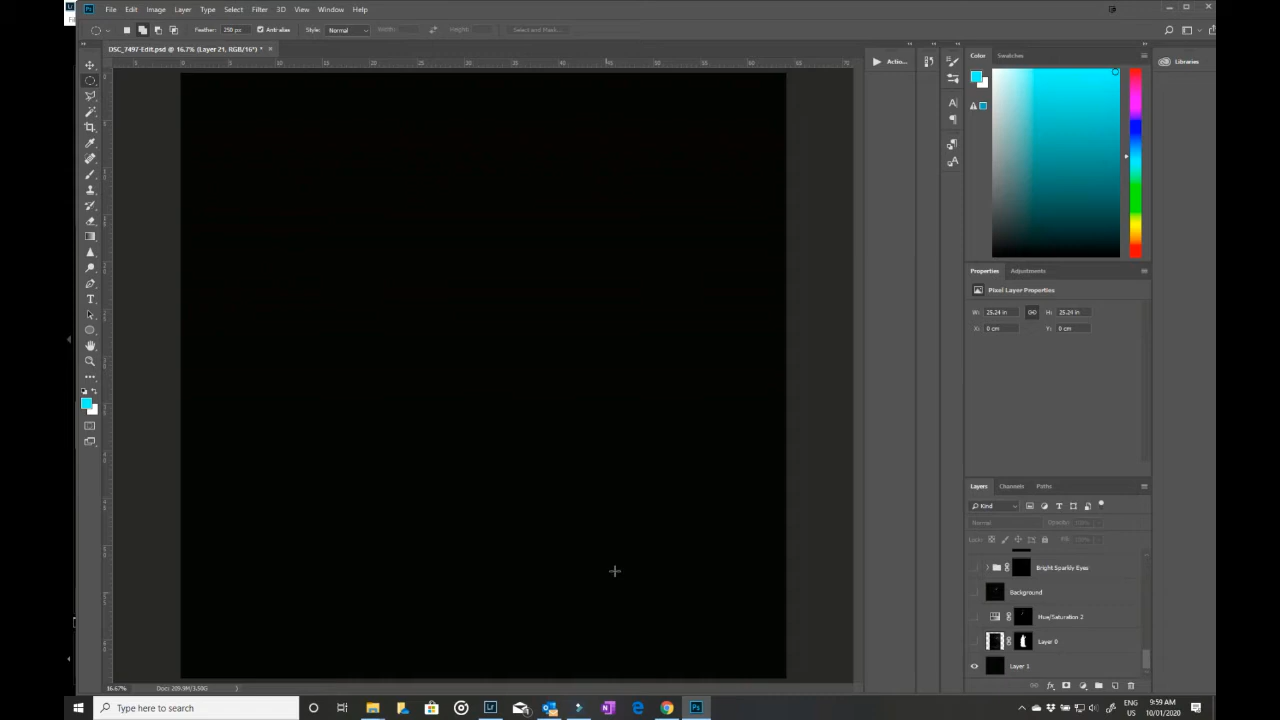 File Edit Image Layer Type Select Filter 3D View Window Help
Feather: 250 px Anti-alias Style: Normal Width: Height: Select and Mask...
DSC_7497-Edit.psd @ 16.7% (Layer 21, RGB/16*) *
Actio...
Color Swatches
Libraries
Properties Adjustments
Pixel Layer Properties
W: 25.24 in H: 25.24 in
X: 0 cm Y: 0 cm
Layers Channels Paths
Kind
Normal Opacity: 100%
Lock: Fill: 100%
Bright Sparkly Eyes
Background
Hue/Saturation 2
Layer 0
Layer 1
16.67% Doc: 209.9M/3.50G
Type here to search
ENG
US
9:59 AM
10/01/2020